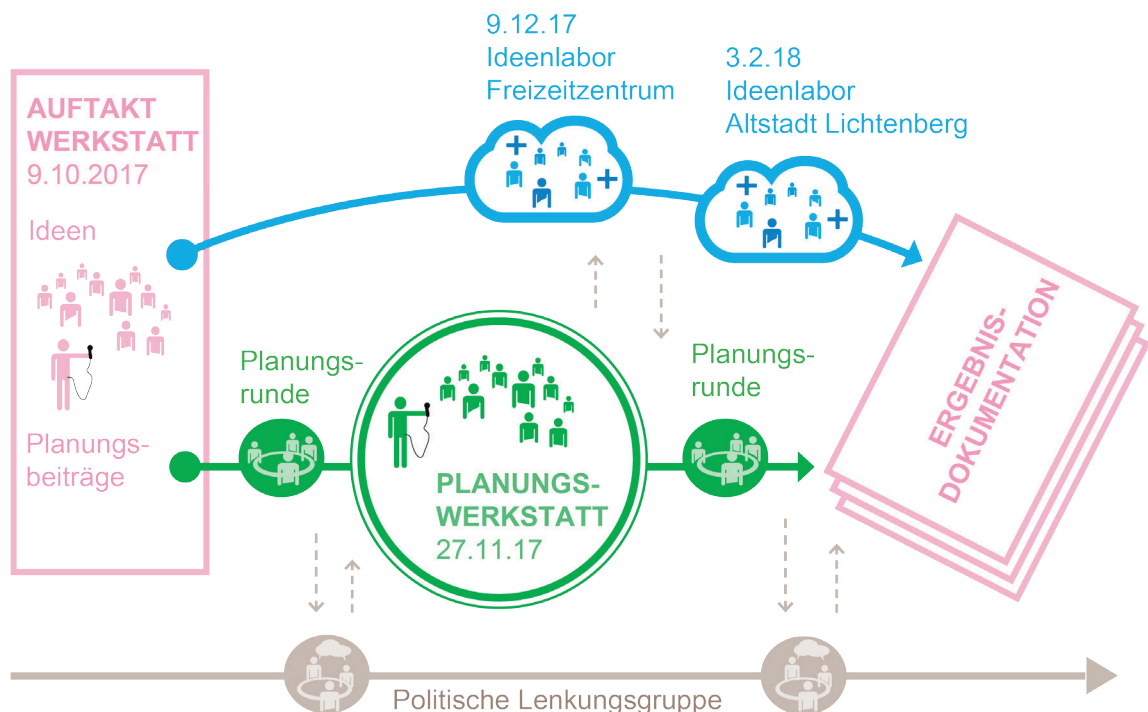 AUFTAKT
WERKSTATT
9.10.2017
Ideen
Planungs-
beiträge
9.12.17
Ideenlabor
Freizeitzentrum
3.2.18
Ideenlabor
Altstadt Lichtenberg
Planungs-
runde
PLANUNGS-
WERKSTATT
27.11.17
Planungs-
runde
ERGEBNIS-
DOKUMENTATION
Politische Lenkungsgruppe